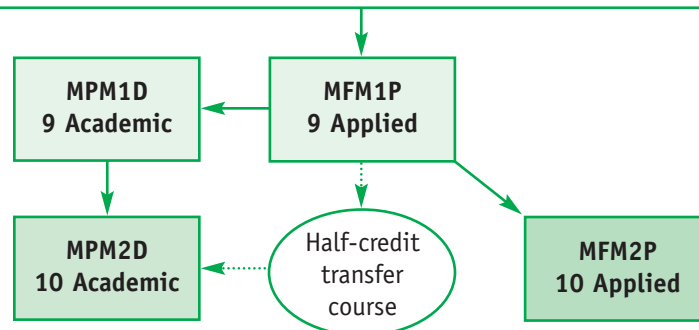 MPM1D
9 Academic
MFM1P
9 Applied
MPM2D
10 Academic
Half-credit
transfer
course
MFM2P
10 Applied